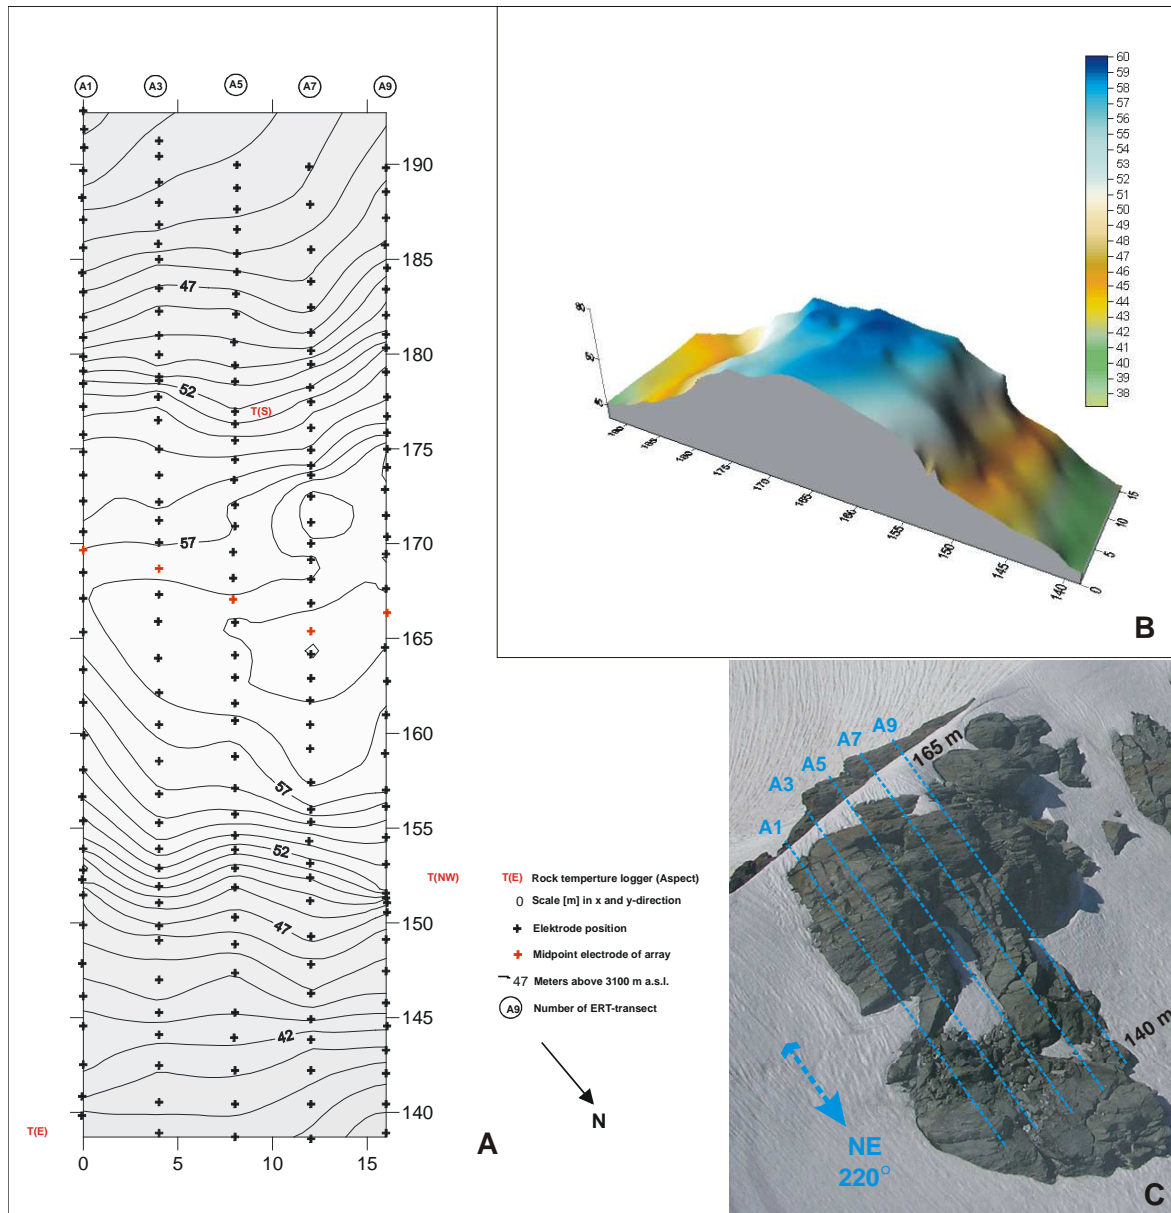 A1 A3 A5 A7 A9
190
185
47
180
52
T(S)
175
57
170
165
160
57
155
52
T(NW)
150
47
145
42
140
T(E)
0 5 10 15
A
T(E) Rock temperture logger (Aspect)
0 Scale [m] in x and y-direction
Elektrode position
Midpoint electrode of array
47 Meters above 3100 m a.s.l.
A9 Number of ERT-transect
N
60
59
58
57
56
55
54
53
52
51
50
49
48
47
46
45
44
43
42
41
40
39
38
190 185 180 175 170 165 160 155 150 145 140
0 5 10 15
B
A9
A7
A5
A3
A1
165 m
140 m
NE
220°
C